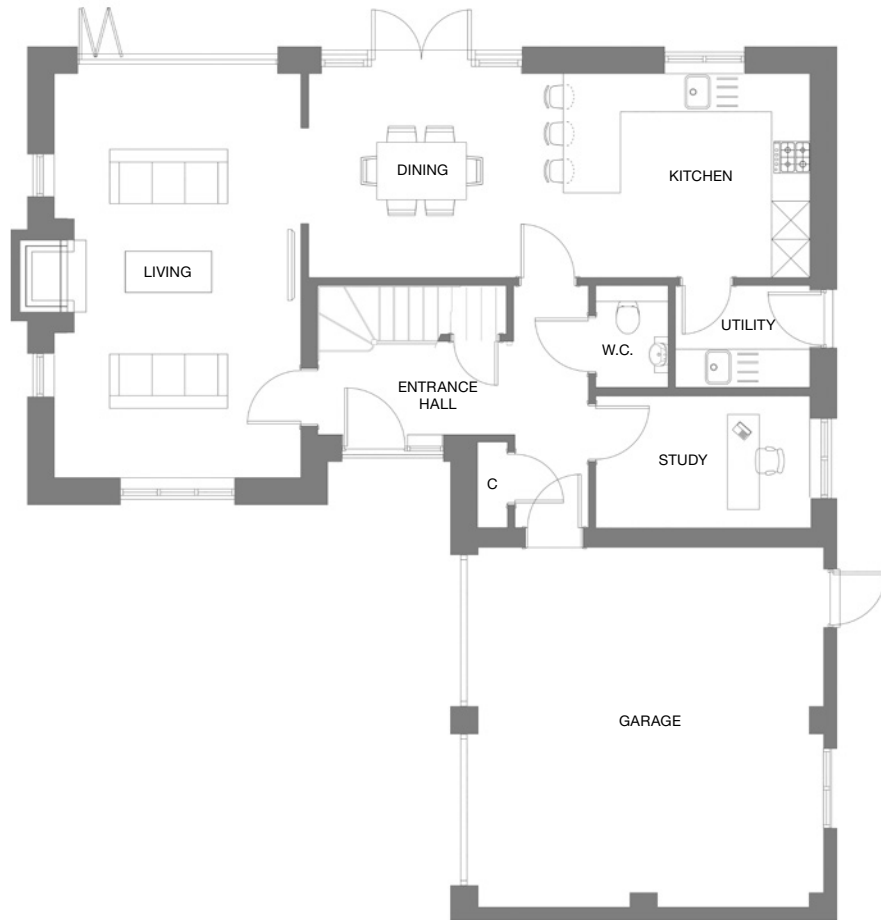 DINING
KITCHEN
LIVING
UTILITY
W.C.
ENTRANCE
HALL
STUDY
C
GARAGE